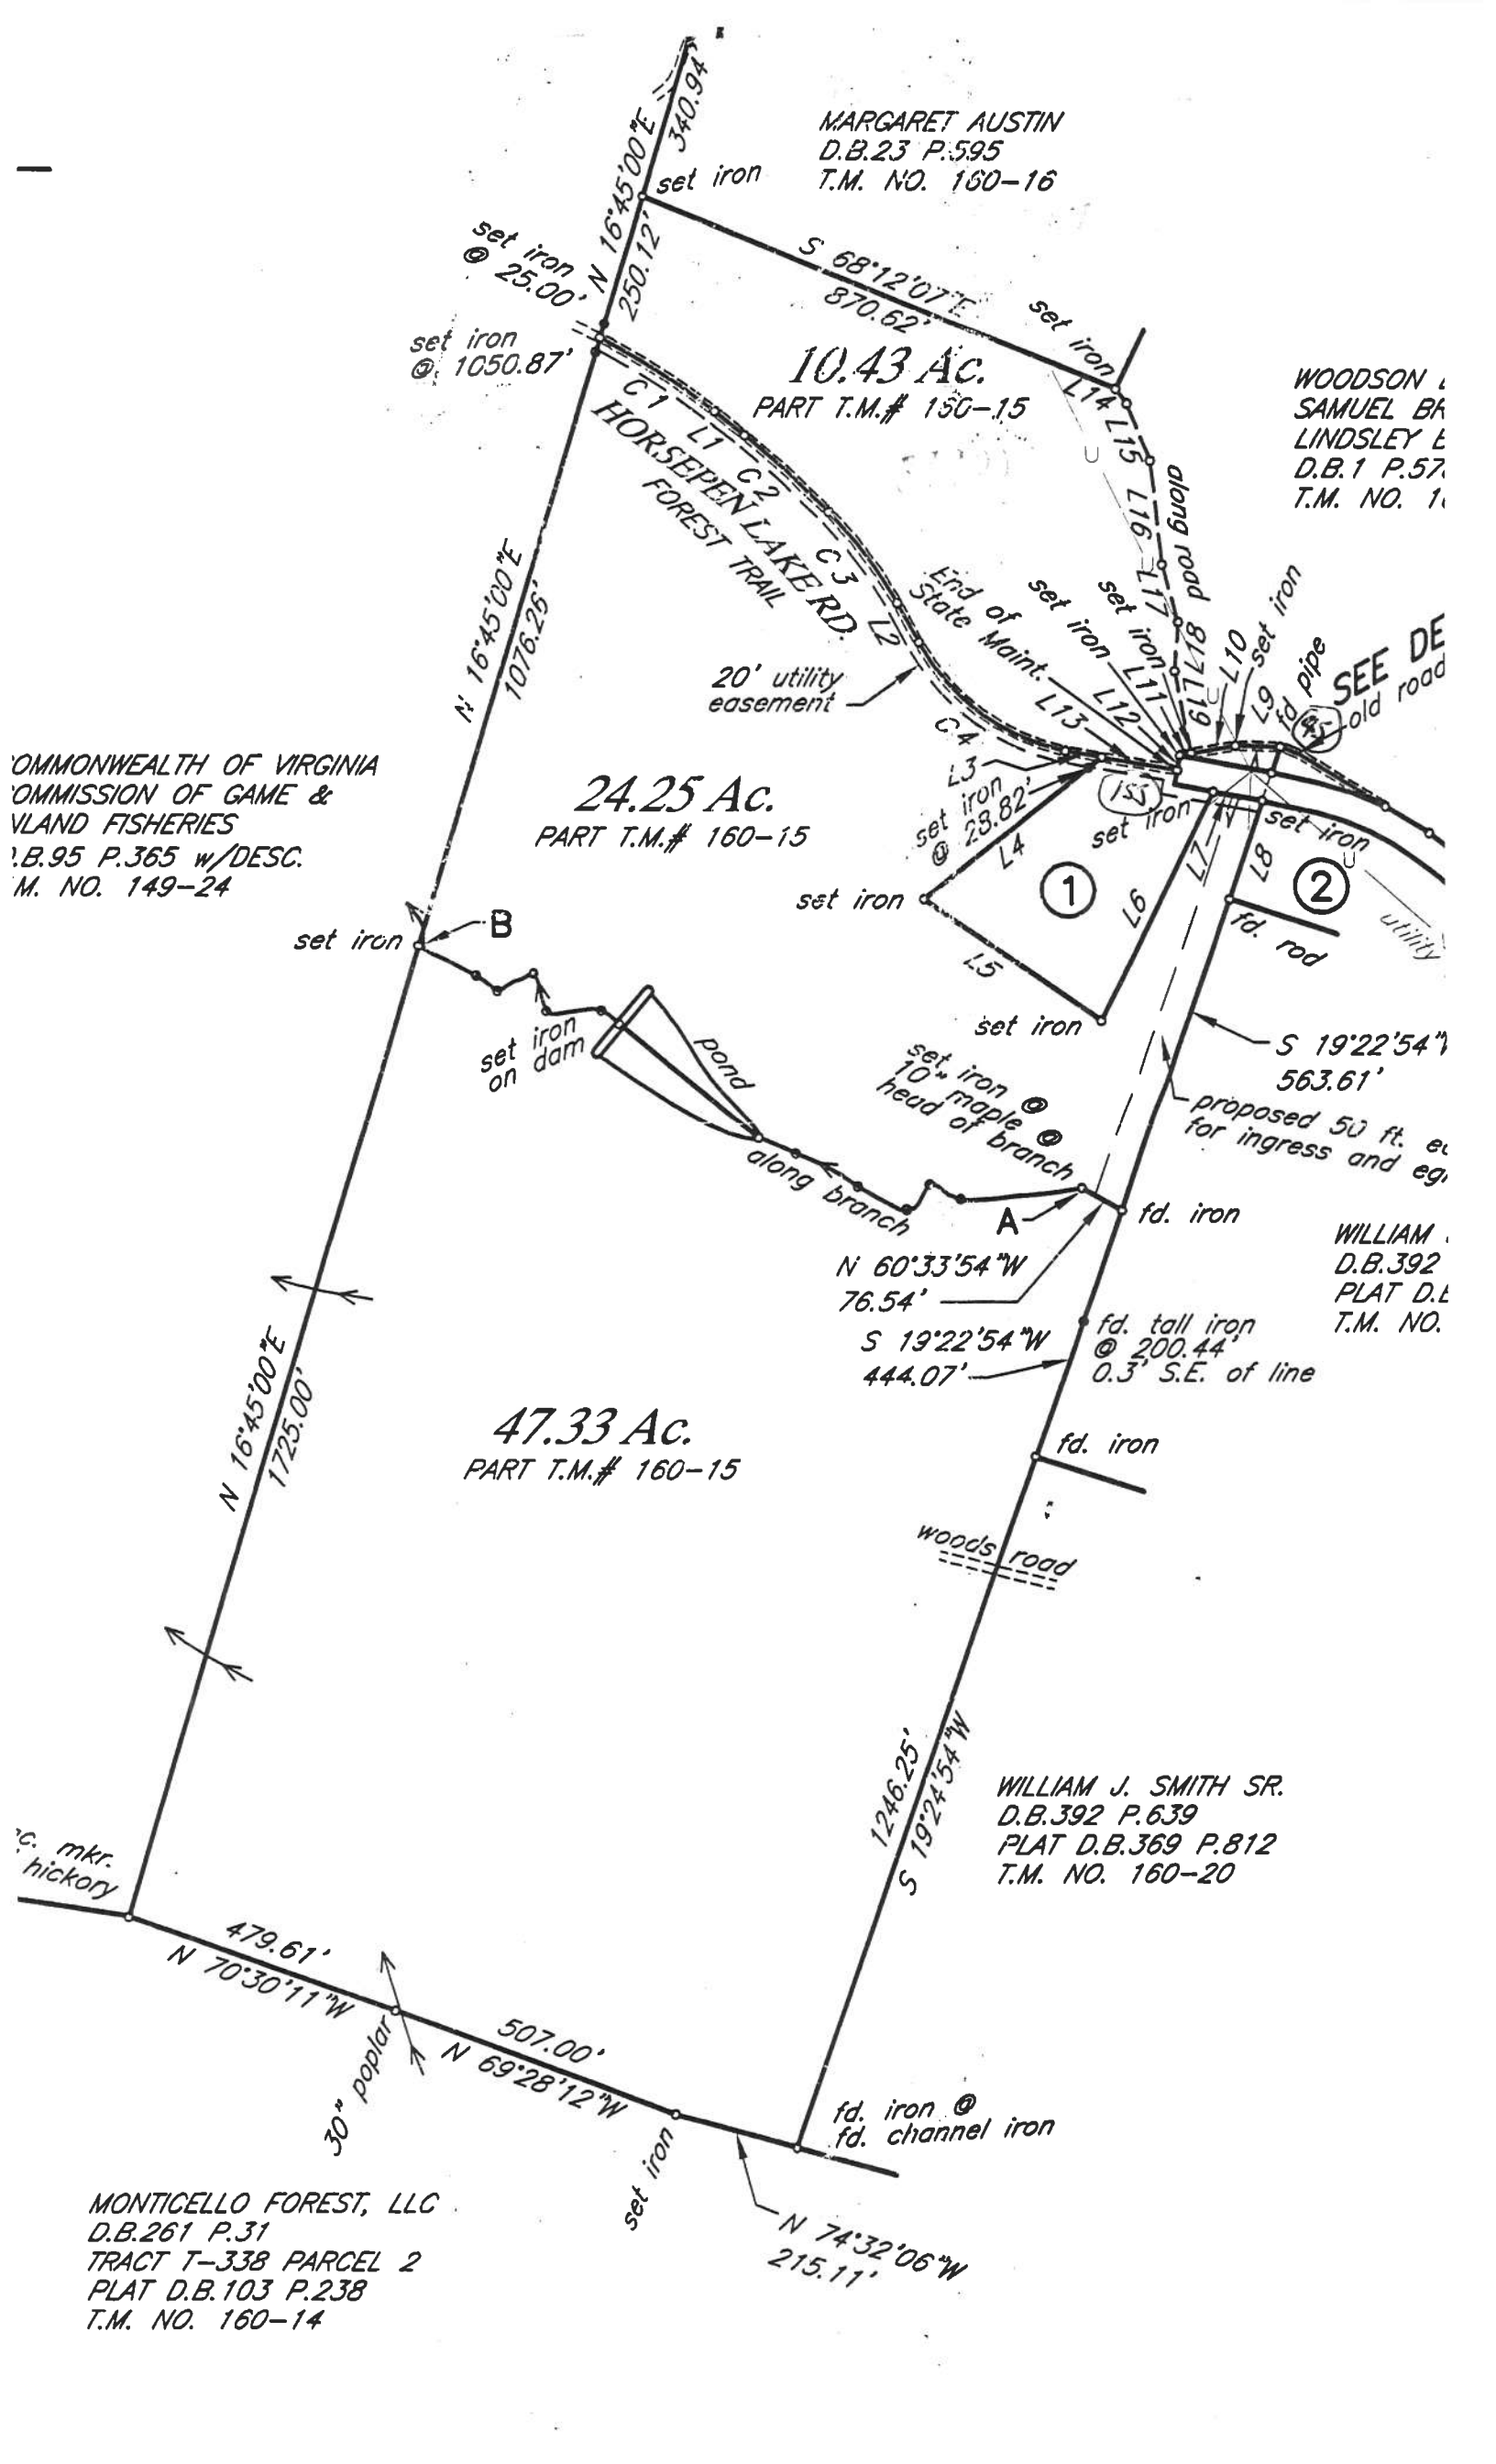 340.94'
N 16°45'00"E
MARGARET AUSTIN
D.B.23 P.595
T.M. NO. 160-16
set iron
set iron
@ 25.00'
250.12'
S 68°12'07"E
870.62'
set iron
set iron
@ 1050.87'
10.43 Ac.
PART T.M.# 160-15
WOODSON
SAMUEL
LINDSLEY
D.B.1
T.M. NO.
C 1
L1
C 2
HORSEPEN LAKE RD.
FOREST TRAIL
C 3
L2
L14
L15
U
L16
along road
L17
U
L18
L19
U
End of
State Maint.
set iron
set iron
L10
set iron
L9
fd pipe
SEE
old road
L11
L12
L13
20' utility
easement
C 4
L3
N 16°45'00"E
1076.26'
OMMONWEALTH OF VIRGINIA
OMMISSION OF GAME &
FISHERIES
.B.95 P.365 w/DESC.
M. NO. 149-24
24.25 Ac.
PART T.M.# 160-15
set iron
@ 23.82'
L4
set iron
set iron
L7
L8
1
2
U
utility
set iron
L6
L5
fd. rod
set iron
B
set iron
set iron
on dam
pond
set iron @
10" maple @
head of branch
S 19°22'54"
563.61'
proposed 50 ft.
for ingress and
along branch
A
fd. iron
N 60°33'54"W
76.54'
WILLIAM
D.B.392
PLAT
T.M. NO.
S 19°22'54"W
444.07'
fd. tall iron
@ 200.44'
0.3' S.E. of line
N 16°45'00"E
1725.00'
47.33 Ac.
PART T.M.# 160-15
fd. iron
woods road
1246.25'
S 19°24'54"W
WILLIAM J. SMITH SR.
D.B.392 P.639
PLAT D.B.369 P.812
T.M. NO. 160-20
mkr.
hickory
479.61'
N 70°30'11"W
30" poplar
507.00'
N 69°28'12"W
set iron
fd. iron @
fd. channel iron
N 74°32'06"W
215.11'
MONTICELLO FOREST, LLC
D.B.261 P.31
TRACT T-338 PARCEL 2
PLAT D.B.103 P.238
T.M. NO. 160-14